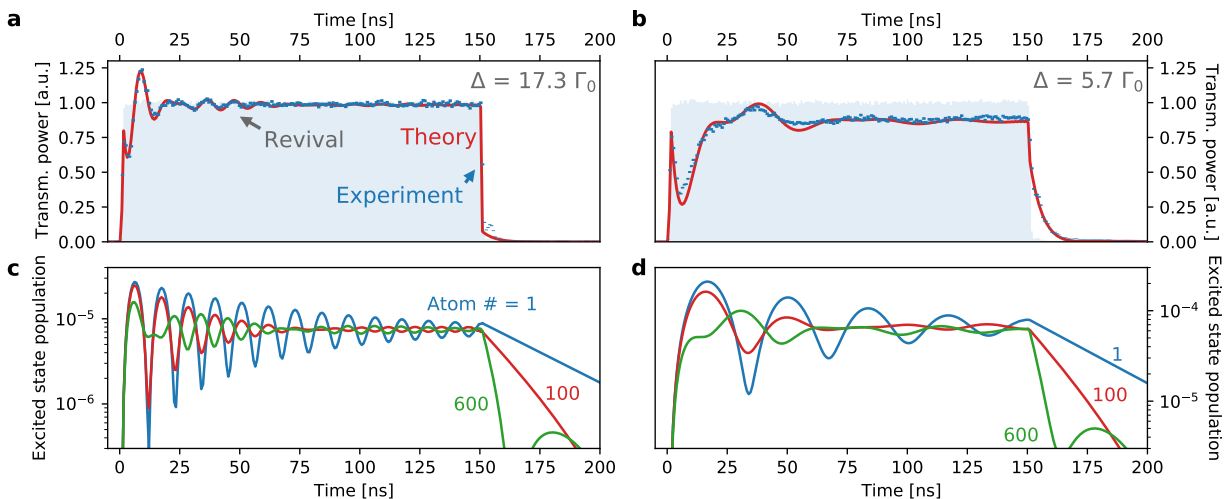 a
Time [ns]
0 25 50 75 100 125 150 175 200
Transm. power [a.u.]
1.25
1.00
0.75
0.50
0.25
0.00
Δ = 17.3 Γ0
Revival
Theory
Experiment
b
Time [ns]
0 25 50 75 100 125 150 175 200
Δ = 5.7 Γ0
1.25
1.00
0.75
0.50
0.25
0.00
Transm. power [a.u.]
c
Excited state population
10⁻⁵
10⁻⁶
Atom # = 1
100
600
0 25 50 75 100 125 150 175 200
Time [ns]
d
1
100
600
10⁻⁴
10⁻⁵
Excited state population
0 25 50 75 100 125 150 175 200
Time [ns]